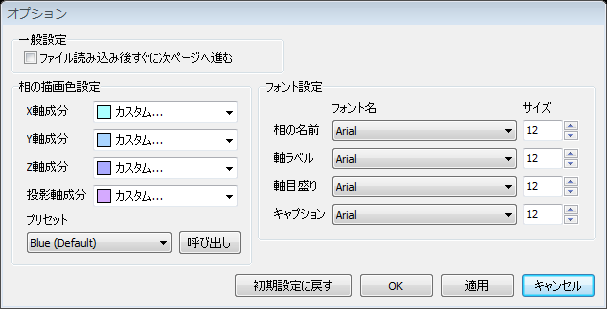 オプション
一般設定
ファイル読み込み後すぐに次ページへ進む
相の描画色設定
X軸成分 カスタム...
Y軸成分 カスタム...
Z軸成分 カスタム...
投影軸成分 カスタム...
プリセット
Blue (Default) 呼び出し
フォント設定
フォント名 サイズ
相の名前 Arial 12
軸ラベル Arial 12
軸目盛り Arial 12
キャプション Arial 12
初期設定に戻す OK 適用 キャンセル